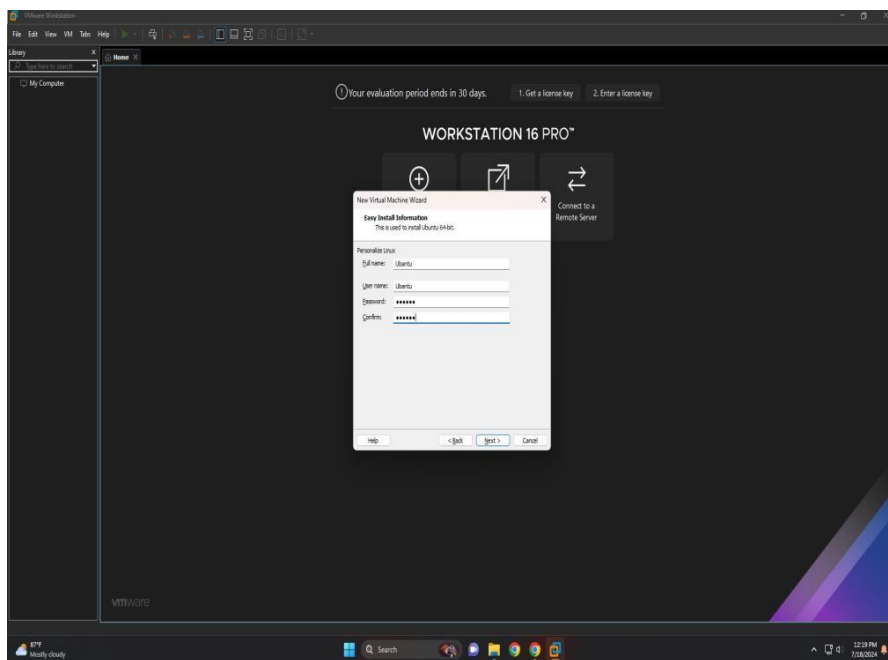 VMware Workstation
File Edit View VM Tabs Help
Library X
Type here to search
My Computer
Home X
Your evaluation period ends in 30 days.
1. Get a license key
2. Enter a license key
WORKSTATION 16 PRO™
Connect to a
Remote Server
New Virtual Machine Wizard X
Easy Install Information
This is used to install Ubuntu 64-bit.
Personalize Linux
Full name: Ubantu
User name: Ubantu
Password: ••••••
Confirm: ••••••
Help < Back Next > Cancel
vmware
87°F
Mostly cloudy
Search
12:19 PM
7/18/2024